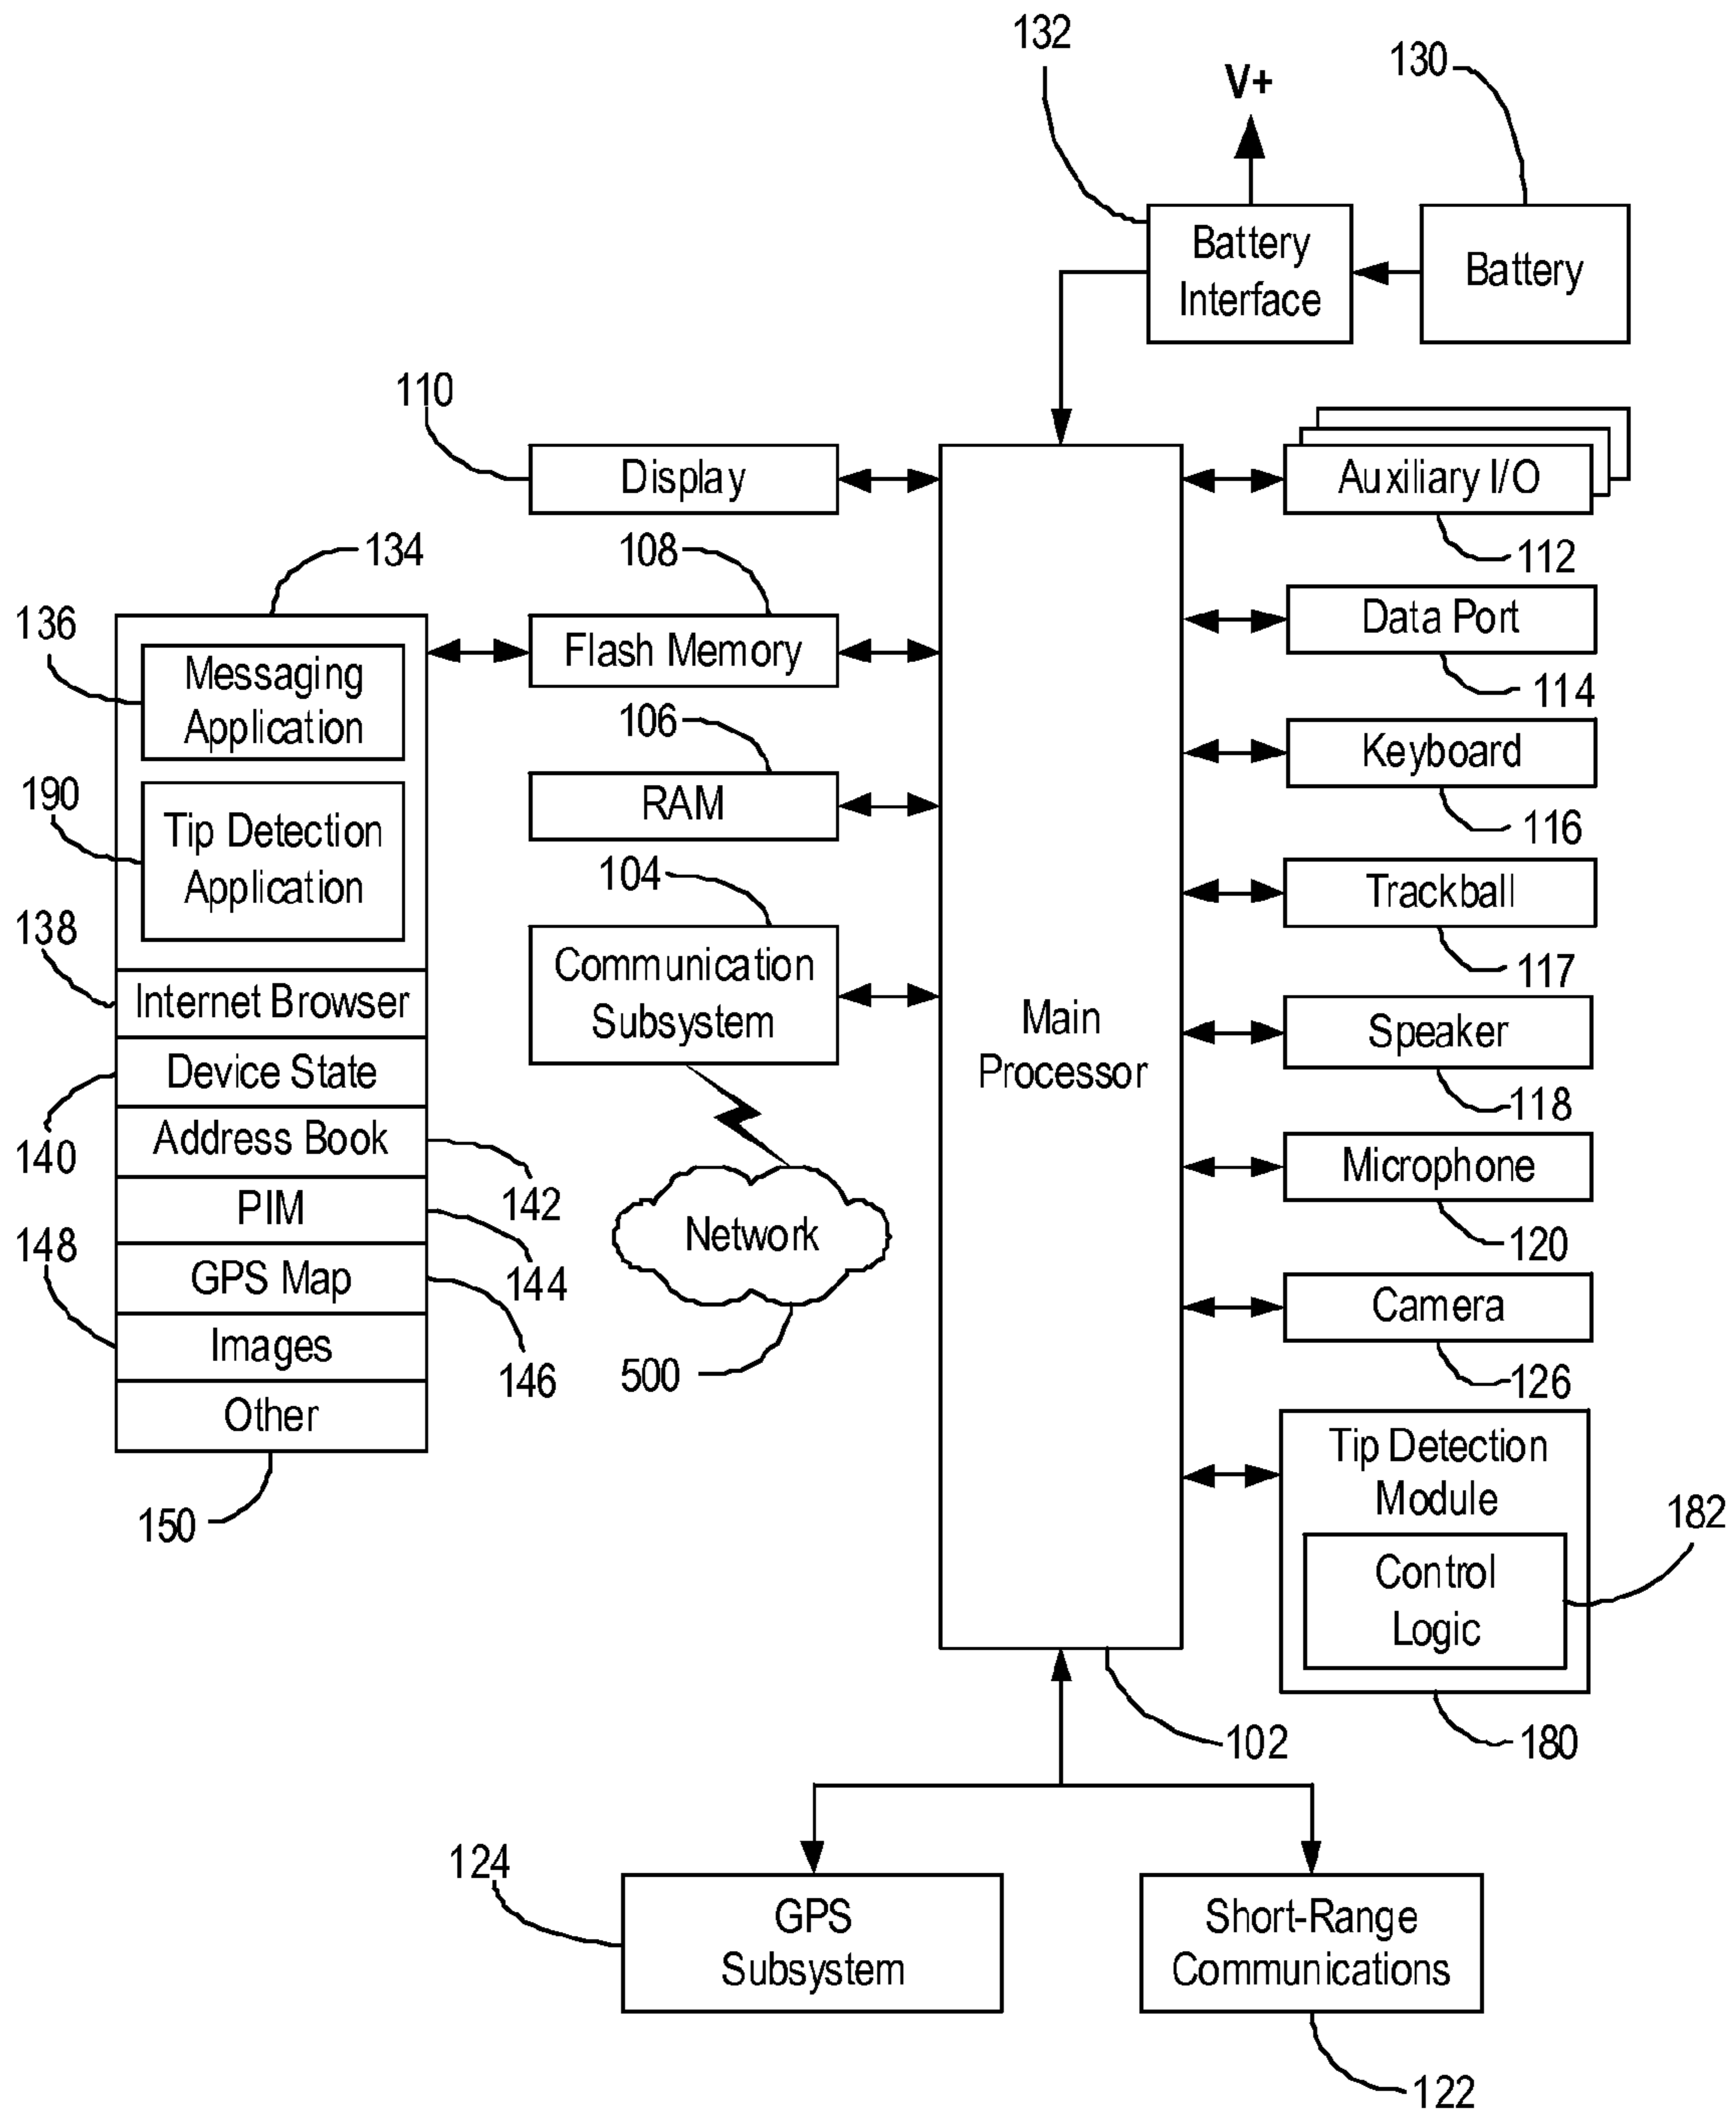 132
130
V+
Battery
Interface
Battery
110
Display
Auxiliary I/O
112
134
108
136
Messaging
Application
Flash Memory
Data Port
114
106
190
Tip Detection
Application
RAM
Keyboard
116
104
Trackball
117
138
Internet Browser
Communication
Subsystem
Main
Processor
Speaker
118
Device State
140
Address Book
142
Microphone
120
PIM
144
Network
500
148
GPS Map
146
Camera
126
Images
Other
150
Tip Detection
Module
182
Control
Logic
102
180
124
GPS
Subsystem
Short-Range
Communications
122